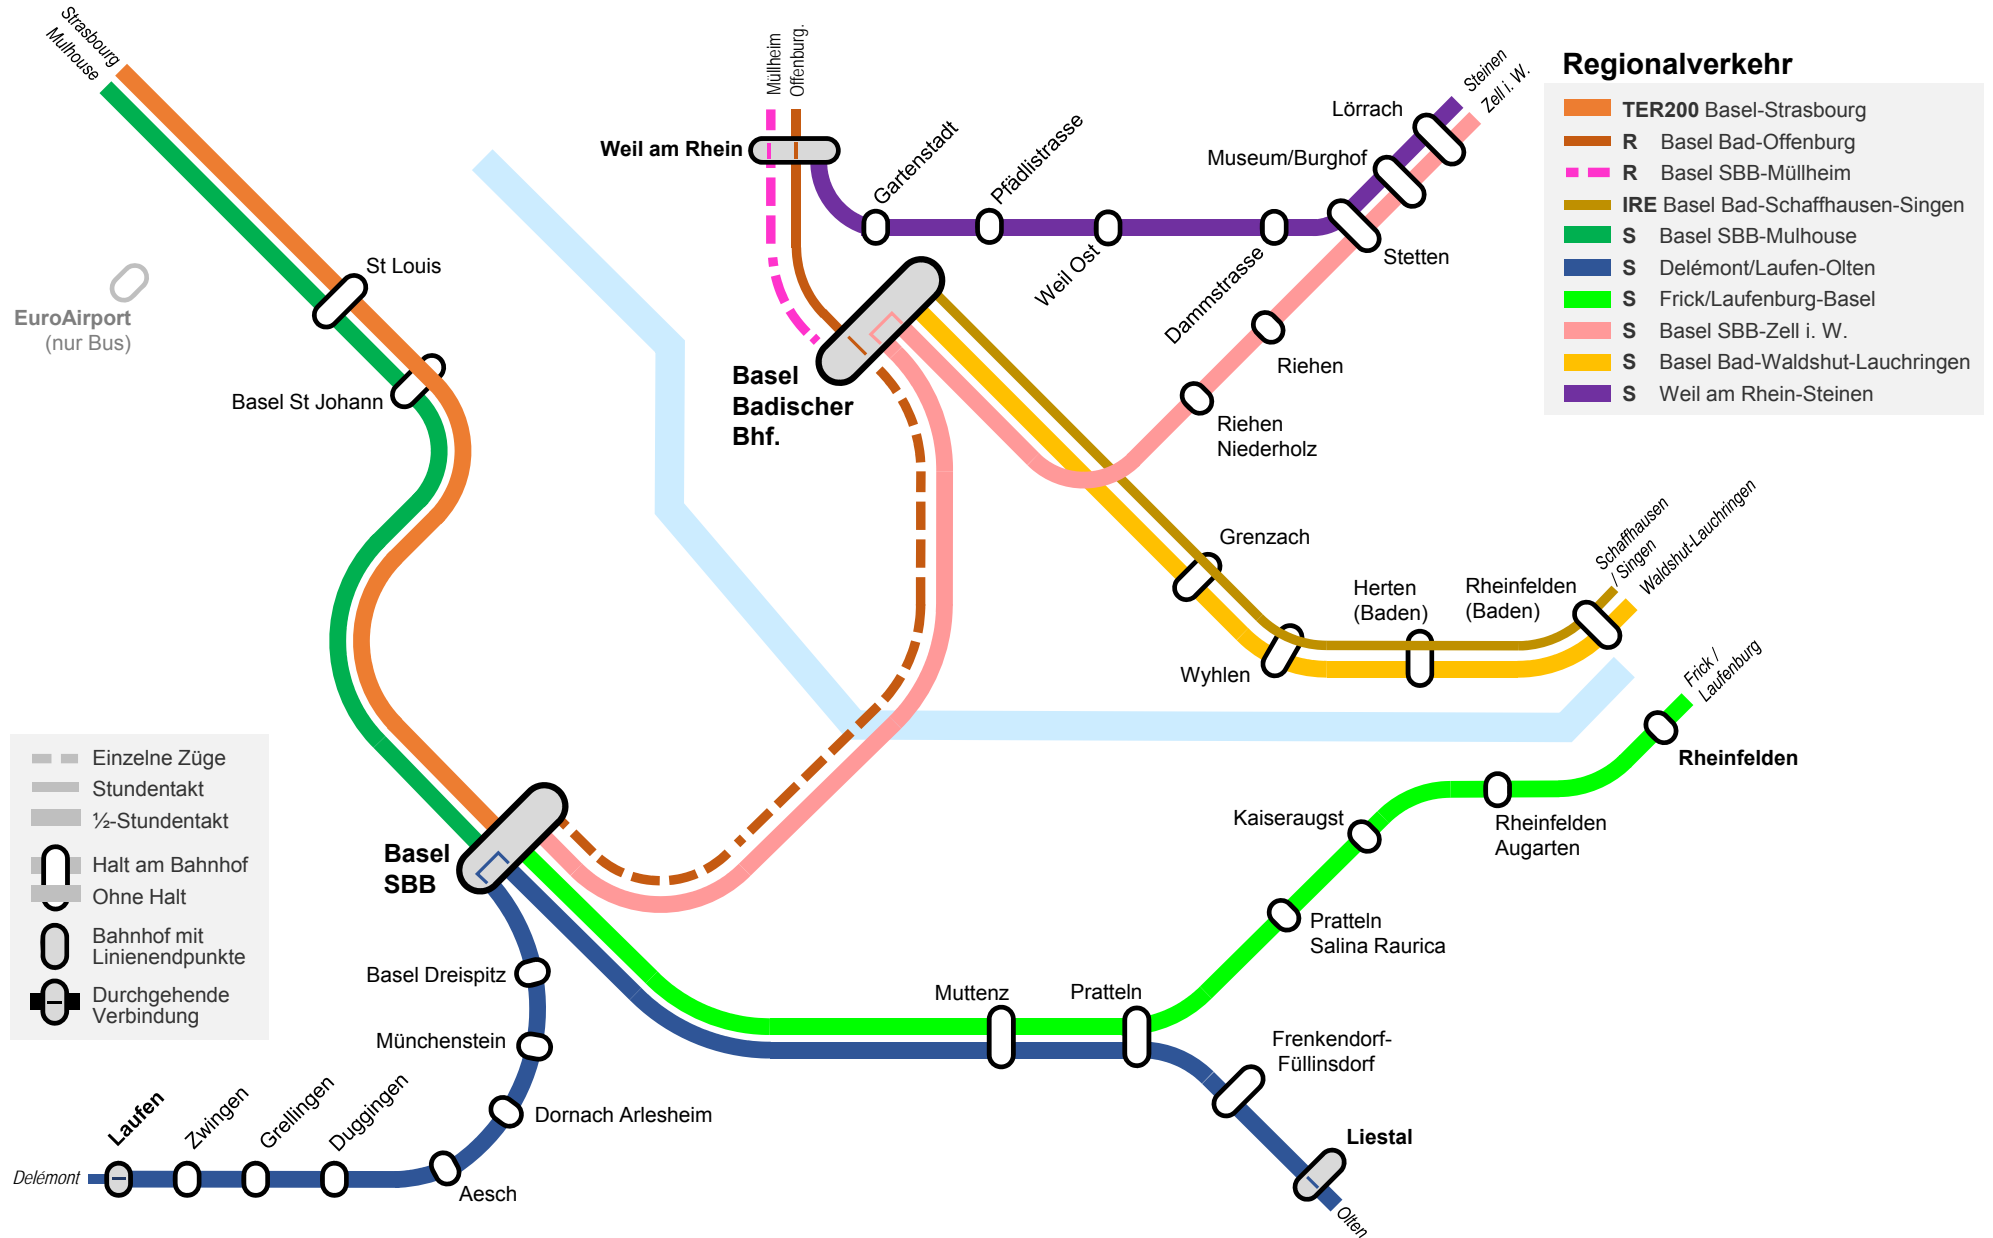 Strasbourg
Mulhouse
Müllheim
Offenburg.
Steinen
Zell i. W.
Regionalverkehr
TER200 Basel-Strasbourg
R Basel Bad-Offenburg
R Basel SBB-Müllheim
IRE Basel Bad-Schaffhausen-Singen
S Basel SBB-Mulhouse
S Delémont/Laufen-Olten
S Frick/Laufenburg-Basel
S Basel SBB-Zell i. W.
S Basel Bad-Waldshut-Lauchringen
S Weil am Rhein-Steinen
Lörrach
Museum/Burghof
Stetten
Weil am Rhein
Gartenstadt
Pfädlistrasse
Weil Ost
Dammstrasse
Riehen
Riehen
Niederholz
St Louis
EuroAirport
(nur Bus)
Basel St Johann
Basel
Badischer
Bhf.
Grenzach
Wyhlen
Herten
(Baden)
Rheinfelden
(Baden)
Schaffhausen
/ Singen
Waldshut-Lauchringen
Frick /
Laufenburg
Rheinfelden
Rheinfelden
Augarten
Kaiseraugst
Pratteln
Salina Raurica
Einzelne Züge
Stundentakt
½-Stundentakt
Halt am Bahnhof
Ohne Halt
Bahnhof mit
Linienendpunkte
Durchgehende
Verbindung
Basel
SBB
Basel Dreispitz
Münchenstein
Dornach Arlesheim
Aesch
Duggingen
Grellingen
Zwingen
Laufen
Delémont
Muttenz
Pratteln
Frenkendorf-
Füllinsdorf
Liestal
Olten